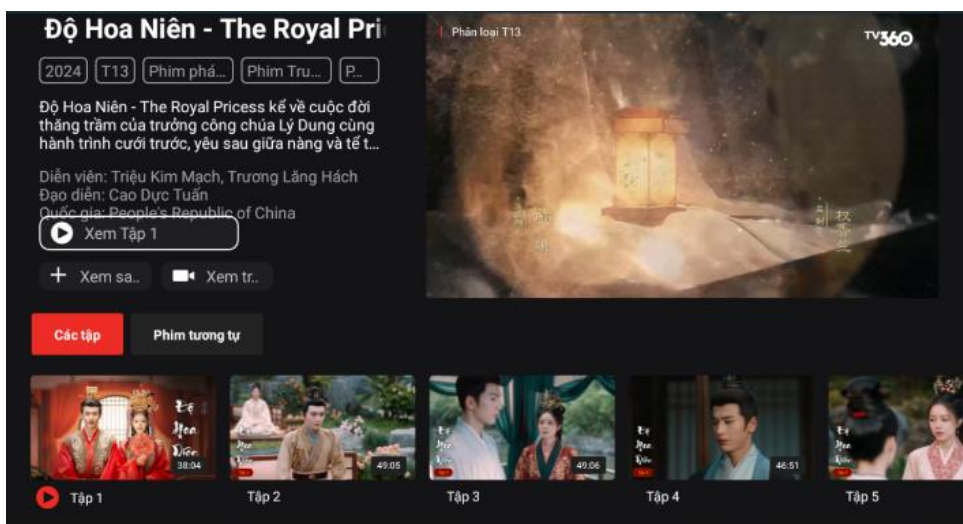 Độ Hoa Niên - The Royal Pri
2024 T13 Phim phá... Phim Tru... P...
Độ Hoa Niên - The Royal Pricess kể về cuộc đời
thăng trầm của trưởng công chúa Lý Dung cùng
hành trình cưới trước, yêu sau giữa nàng và tể t...
Diễn viên: Triệu Kim Mạch, Trương Lăng Hách
Đạo diễn: Cao Dực Tuấn
Quốc gia: People's Republic of China
Xem Tập 1
Xem sa.. Xem tr..
Phân loại T13
TV360
Các tập Phim tương tự
Độ
Hoa
Niên
38:04
49:05
49:06
46:51
Tập 1 Tập 2 Tập 3 Tập 4 Tập 5